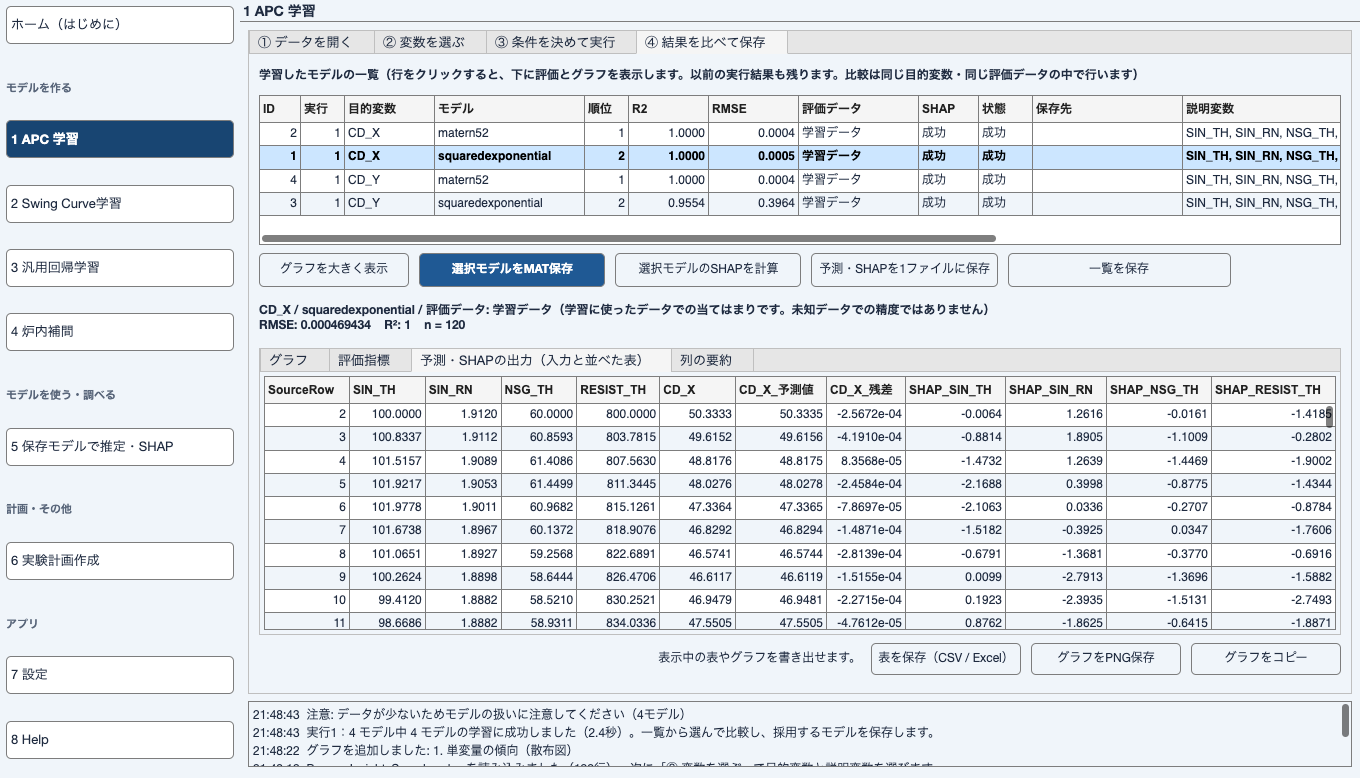 ホーム（はじめに）
モデルを作る
1 APC 学習
2 Swing Curve学習
3 汎用回帰学習
4 炉内補間
モデルを使う・調べる
5 保存モデルで推定・SHAP
計画・その他
6 実験計画作成
アプリ
7 設定
8 Help
1 APC 学習
① データを開く ② 変数を選ぶ ③ 条件を決めて実行 ④ 結果を比べて保存
学習したモデルの一覧（行をクリックすると、下に評価とグラフを表示します。以前の実行結果も残ります。比較は同じ目的変数・同じ評価データの中で行います）
ID 実行 目的変数 モデル 順位 R2 RMSE 評価データ SHAP 状態 保存先 説明変数
2 1 CD_X matern52 1 1.0000 0.0004 学習データ 成功 成功 SIN_TH, SIN_RN, NSG_TH,
1 1 CD_X squaredexponential 2 1.0000 0.0005 学習データ 成功 成功 SIN_TH, SIN_RN, NSG_TH,
4 1 CD_Y matern52 1 1.0000 0.0004 学習データ 成功 成功 SIN_TH, SIN_RN, NSG_TH,
3 1 CD_Y squaredexponential 2 0.9554 0.3964 学習データ 成功 成功 SIN_TH, SIN_RN, NSG_TH,
グラフを大きく表示 選択モデルをMAT保存 選択モデルのSHAPを計算 予測・SHAPを1ファイルに保存 一覧を保存
CD_X / squaredexponential / 評価データ: 学習データ（学習に使ったデータでの当てはまりです。未知データでの精度ではありません）
RMSE: 0.000469434 R²: 1 n = 120
グラフ 評価指標 予測・SHAPの出力（入力と並べた表） 列の要約
SourceRow SIN_TH SIN_RN NSG_TH RESIST_TH CD_X CD_X_予測値 CD_X_残差 SHAP_SIN_TH SHAP_SIN_RN SHAP_NSG_TH SHAP_RESIST_TH
2 100.0000 1.9120 60.0000 800.0000 50.3333 50.3335 -2.5672e-04 -0.0064 1.2616 -0.0161 -1.4185
3 100.8337 1.9112 60.8593 803.7815 49.6152 49.6156 -4.1910e-04 -0.8814 1.8905 -1.1009 -0.2802
4 101.5157 1.9089 61.4086 807.5630 48.8176 48.8175 8.3568e-05 -1.4732 1.2639 -1.4469 -1.9002
5 101.9217 1.9053 61.4499 811.3445 48.0276 48.0278 -2.4584e-04 -2.1688 0.3998 -0.8775 -1.4344
6 101.9778 1.9011 60.9682 815.1261 47.3364 47.3365 -7.8697e-05 -2.1063 0.0336 -0.2707 -0.8784
7 101.6738 1.8967 60.1372 818.9076 46.8292 46.8294 -1.4871e-04 -1.5182 -0.3925 0.0347 -1.7606
8 101.0651 1.8927 59.2568 822.6891 46.5741 46.5744 -2.8139e-04 -0.6791 -1.3681 -0.3770 -0.6916
9 100.2624 1.8898 58.6444 826.4706 46.6117 46.6119 -1.5155e-04 0.0099 -2.7913 -1.3696 -1.5882
10 99.4120 1.8882 58.5210 830.2521 46.9479 46.9481 -2.2715e-04 0.1923 -2.3935 -1.5131 -2.7493
11 98.6686 1.8882 58.9311 834.0336 47.5505 47.5505 -4.7612e-05 0.8762 -1.8625 -0.6415 -1.8871
表示中の表やグラフを書き出せます。 表を保存（CSV / Excel） グラフをPNG保存 グラフをコピー
21:48:43 注意: データが少ないためモデルの扱いに注意してください（4モデル）
21:48:43 実行1：4 モデル中 4 モデルの学習に成功しました（2.4秒）。一覧から選んで比較し、採用するモデルを保存します。
21:48:22 グラフを追加しました: 1. 単変量の傾向（散布図）